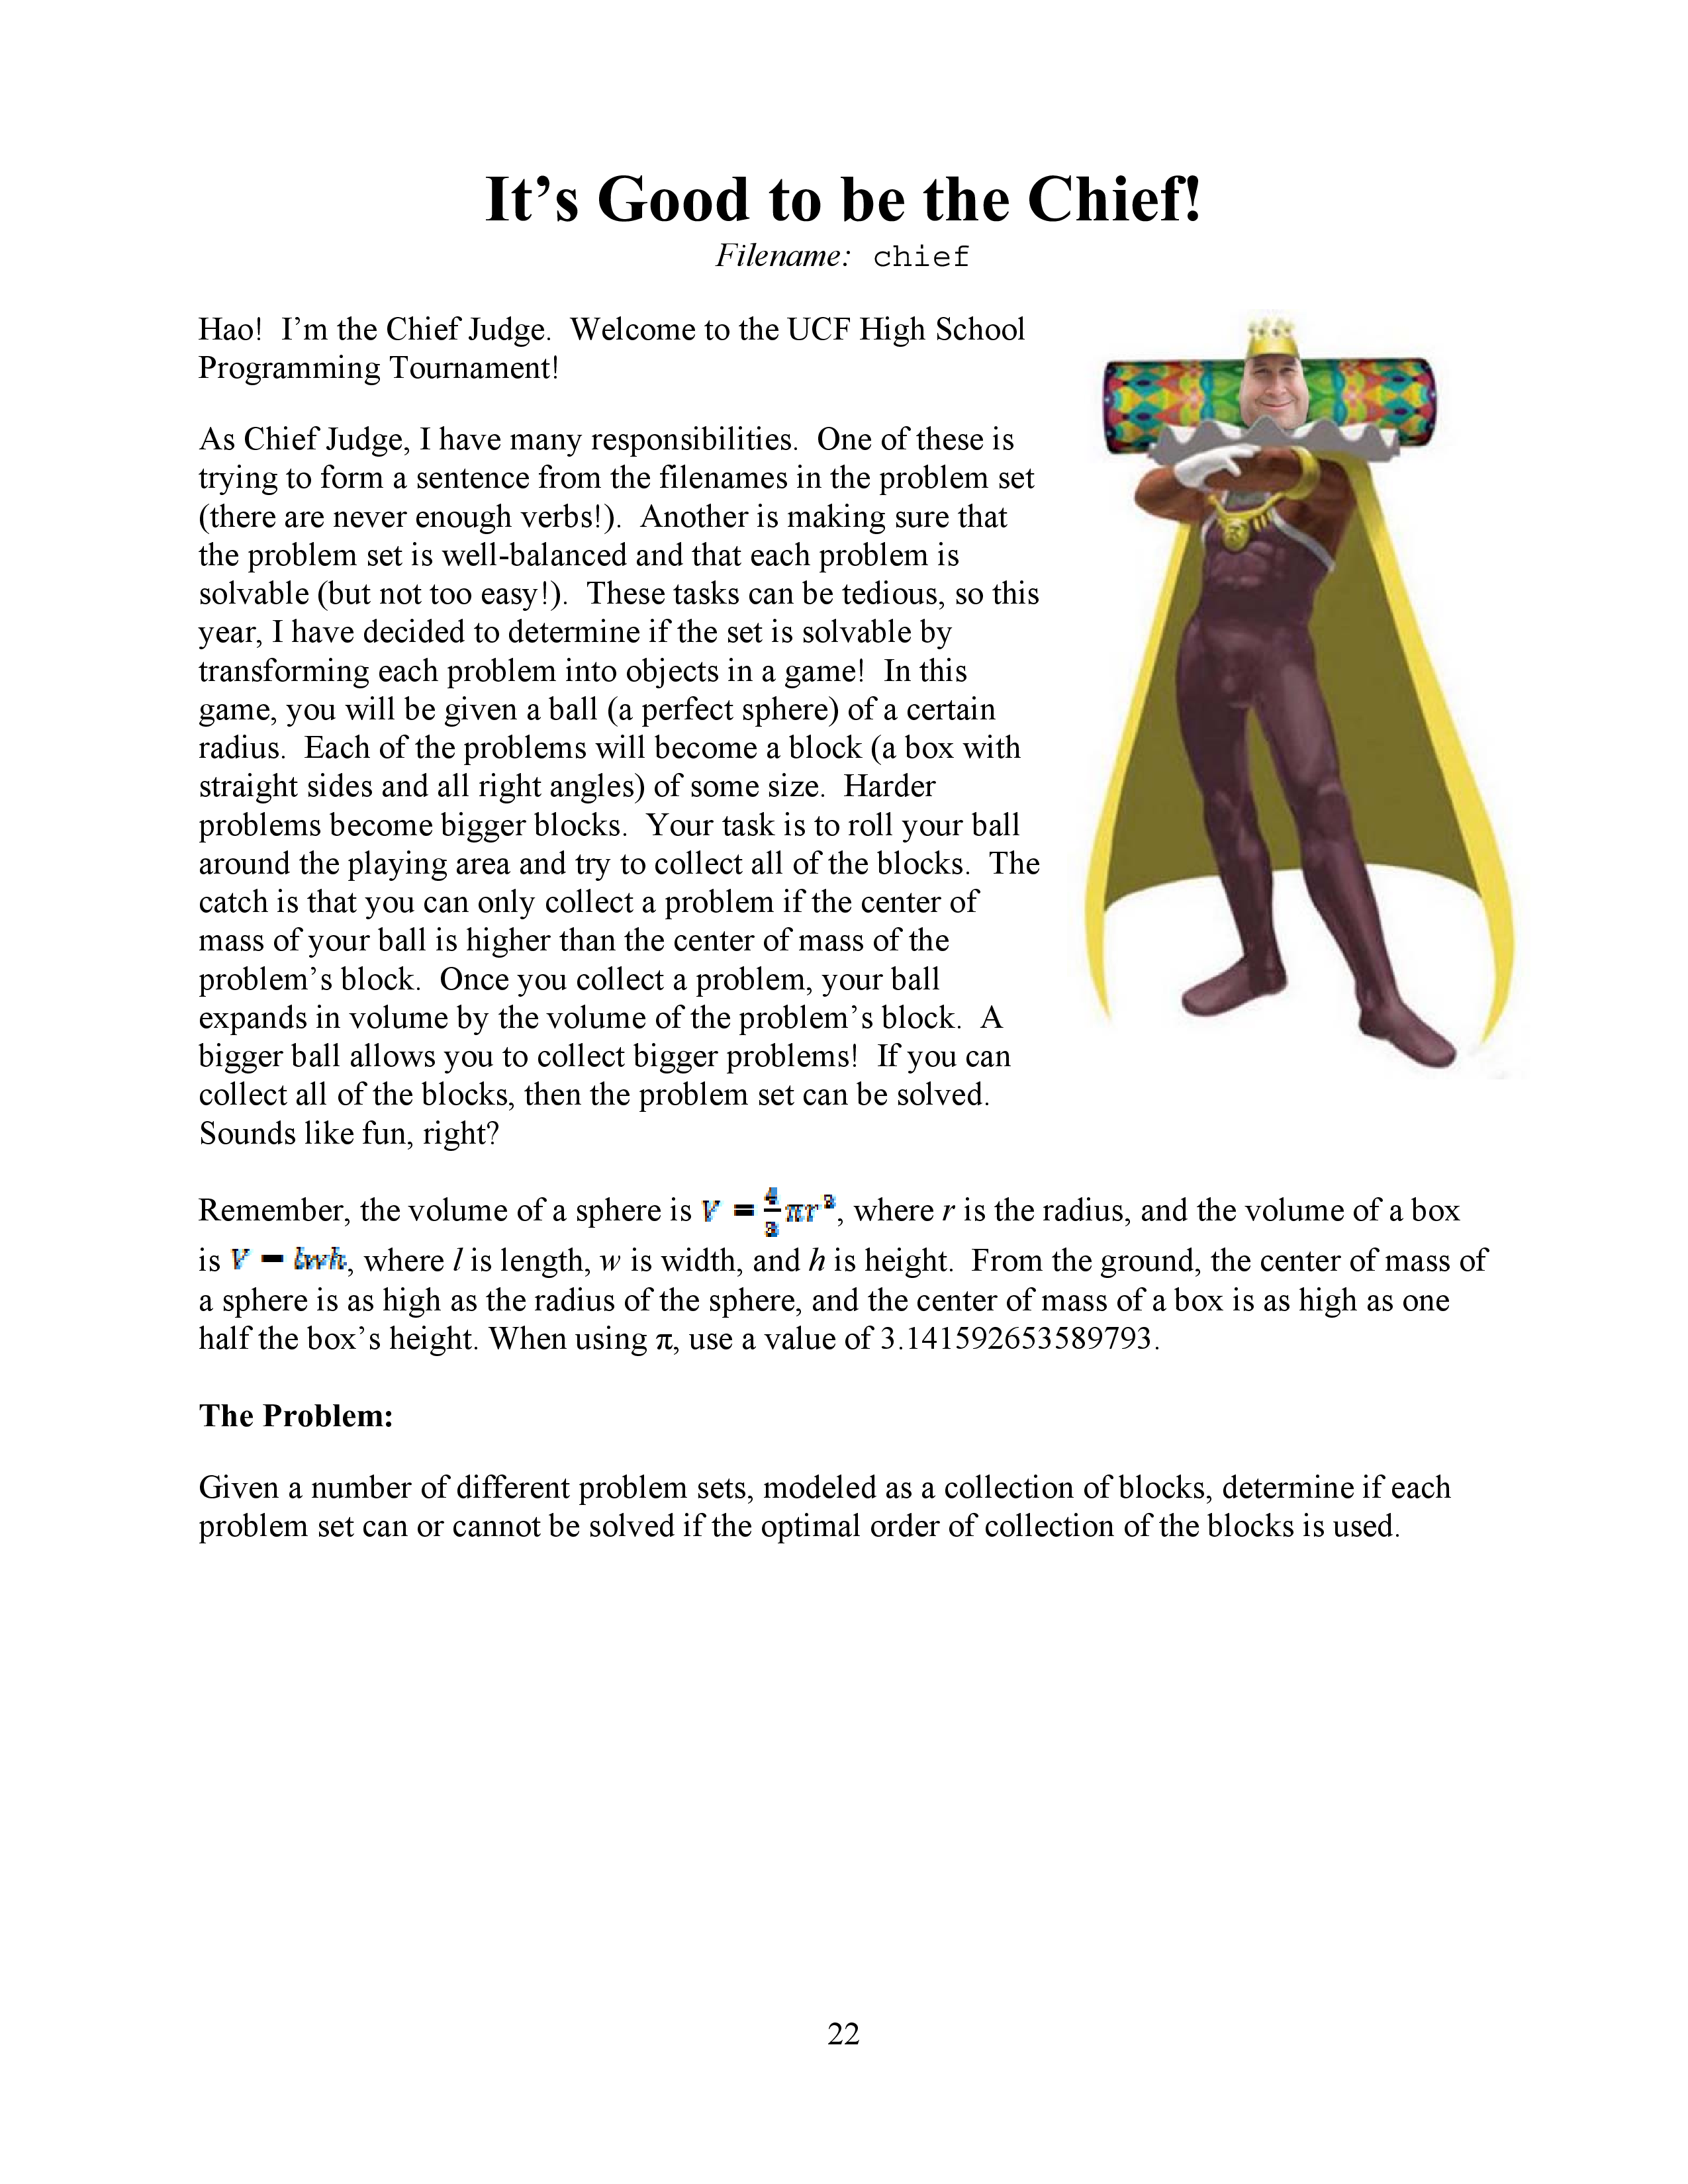 It’s Good to be the Chief!
Filename: chief
Hao!  I’m the Chief Judge.  Welcome to the UCF High School
Programming Tournament!
As Chief Judge, I have many responsibilities.  One of these is
trying to form a sentence from the filenames in the problem set
(there are never enough verbs!).  Another is making sure that
the problem set is well-balanced and that each problem is
solvable (but not too easy!).  These tasks can be tedious, so this
year, I have decided to determine if the set is solvable by
transforming each problem into objects in a game!  In this
game, you will be given a ball (a perfect sphere) of a certain
radius.  Each of the problems will become a block (a box with
straight sides and all right angles) of some size.  Harder
problems become bigger blocks.  Your task is to roll your ball
around the playing area and try to collect all of the blocks.  The
catch is that you can only collect a problem if the center of
mass of your ball is higher than the center of mass of the
problem’s block.  Once you collect a problem, your ball
expands in volume by the volume of the problem’s block.  A
bigger ball allows you to collect bigger problems!  If you can
collect all of the blocks, then the problem set can be solved.
Sounds like fun, right?
Remember, the volume of a sphere is V = 4/3 πr³, where r is the radius, and the volume of a box
is V = lwh, where l is length, w is width, and h is height.  From the ground, the center of mass of
a sphere is as high as the radius of the sphere, and the center of mass of a box is as high as one
half the box’s height. When using π, use a value of 3.141592653589793.
The Problem:
Given a number of different problem sets, modeled as a collection of blocks, determine if each
problem set can or cannot be solved if the optimal order of collection of the blocks is used.
22